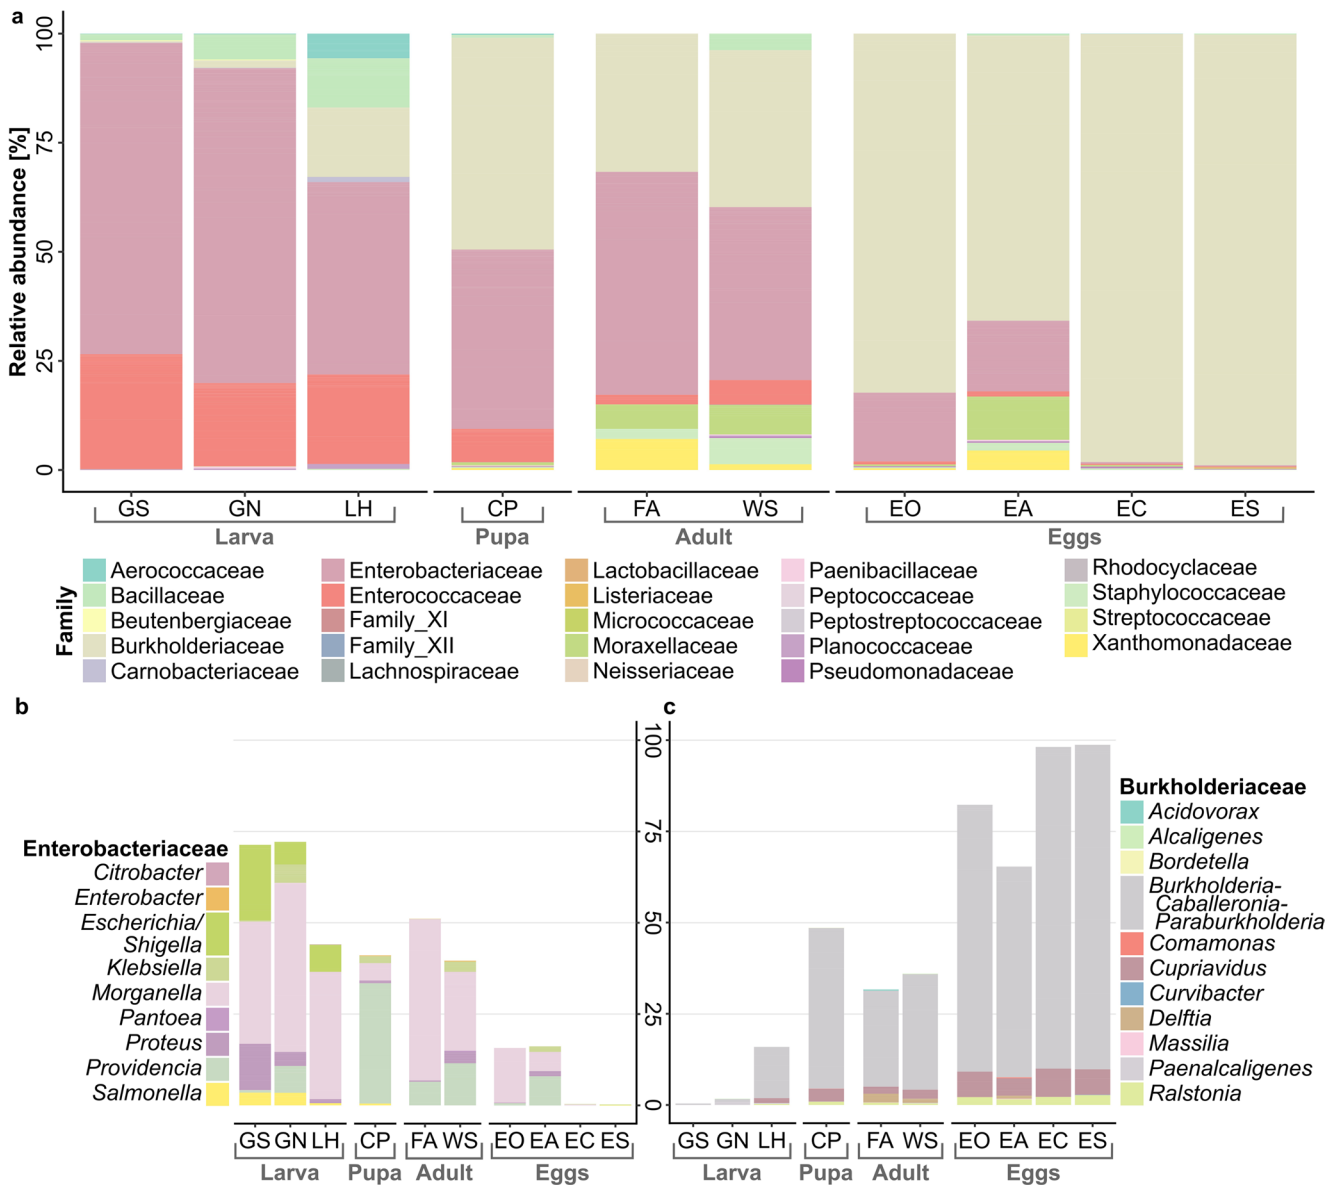 a
Relative abundance [%]
100
75
50
25
0
GS GN LH CP FA WS EO EA EC ES
Larva Pupa Adult Eggs
Family
Aerococcaceae
Bacillaceae
Beutenbergiaceae
Burkholderiaceae
Carnobacteriaceae
Enterobacteriaceae
Enterococcaceae
Family_XI
Family_XII
Lachnospiraceae
Lactobacillaceae
Listeriaceae
Micrococcaceae
Moraxellaceae
Neisseriaceae
Paenibacillaceae
Peptococcaceae
Peptostreptococcaceae
Planococcaceae
Pseudomonadaceae
Rhodocyclaceae
Staphylococcaceae
Streptococcaceae
Xanthomonadaceae
b
Enterobacteriaceae
Citrobacter
Enterobacter
Escherichia/
Shigella
Klebsiella
Morganella
Pantoea
Proteus
Providencia
Salmonella
GS GN LH CP FA WS EO EA EC ES
Larva Pupa Adult Eggs
c
100
75
50
25
0
GS GN LH CP FA WS EO EA EC ES
Larva Pupa Adult Eggs
Burkholderiaceae
Acidovorax
Alcaligenes
Bordetella
Burkholderia-
Caballeronia-
Paraburkholderia
Comamonas
Cupriavidus
Curvibacter
Delftia
Massilia
Paenalcaligenes
Ralstonia